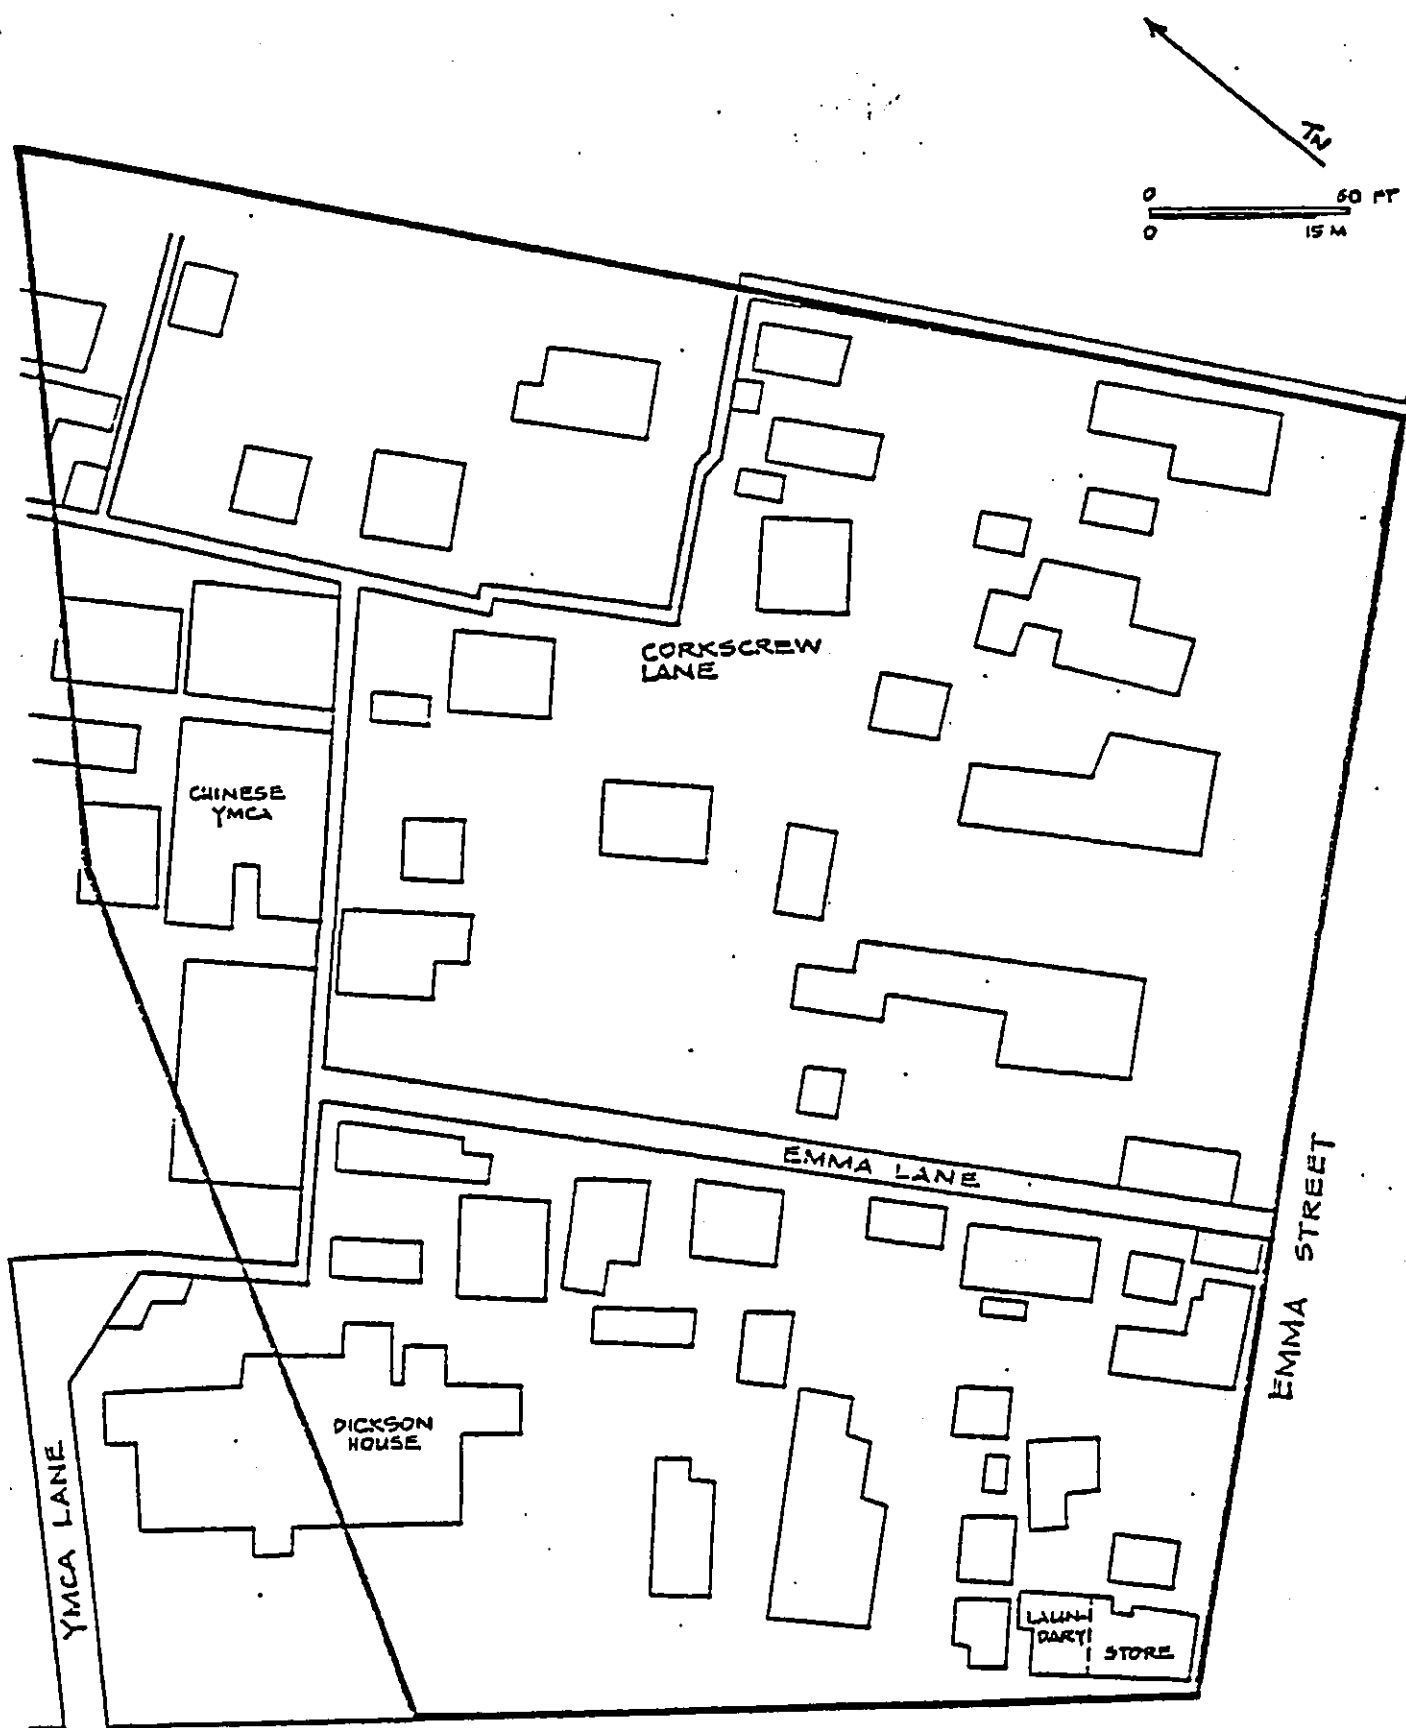 TN
0 60 FT
0 15 M
CORKSCREW
LANE
CHINESE
YMCA
EMMA LANE
EMMA STREET
DICKSON
HOUSE
YMCA LANE
LAUN-
DARY
STORE